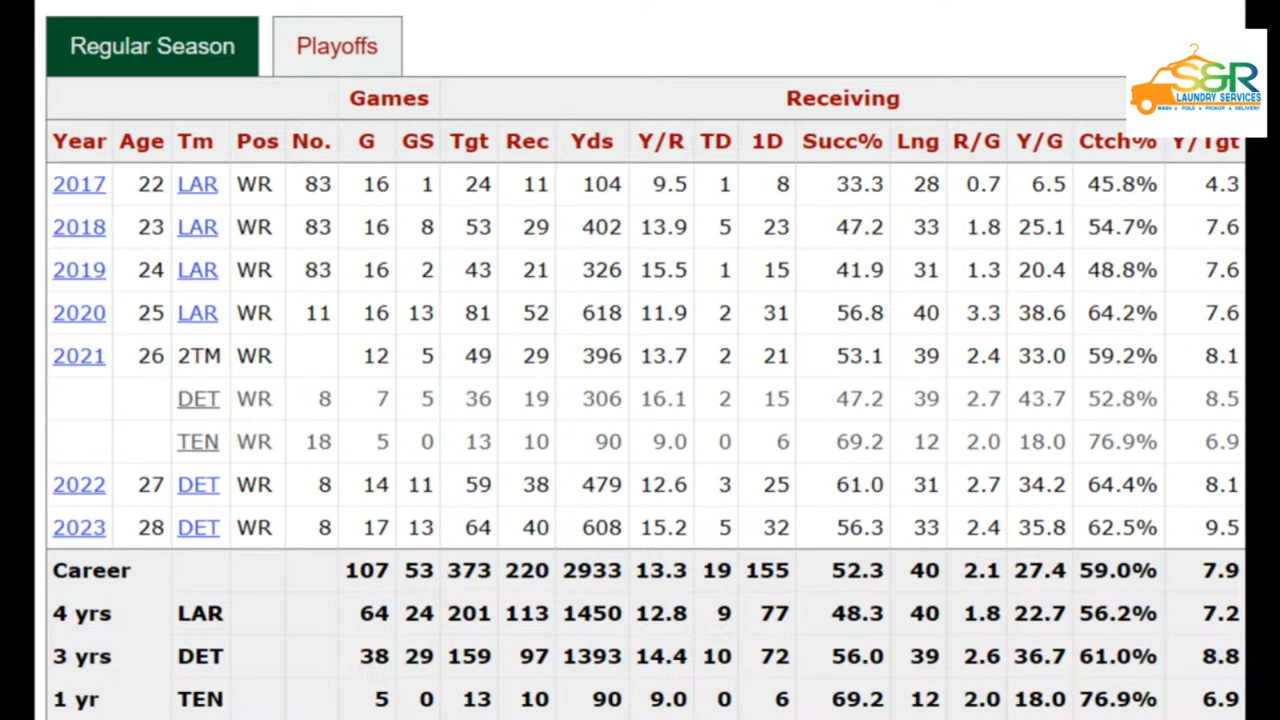 Regular Season Playoffs
S&R
LAUNDRY SERVICES
WASH • FOLD • PICKUP • DELIVERY
Games Receiving
Year Age Tm Pos No. G GS Tgt Rec Yds Y/R TD 1D Succ% Lng R/G Y/G Ctch% Y/Tgt
2017 22 LAR WR 83 16 1 24 11 104 9.5 1 8 33.3 28 0.7 6.5 45.8% 4.3
2018 23 LAR WR 83 16 8 53 29 402 13.9 5 23 47.2 33 1.8 25.1 54.7% 7.6
2019 24 LAR WR 83 16 2 43 21 326 15.5 1 15 41.9 31 1.3 20.4 48.8% 7.6
2020 25 LAR WR 11 16 13 81 52 618 11.9 2 31 56.8 40 3.3 38.6 64.2% 7.6
2021 26 2TM WR 12 5 49 29 396 13.7 2 21 53.1 39 2.4 33.0 59.2% 8.1
DET WR 8 7 5 36 19 306 16.1 2 15 47.2 39 2.7 43.7 52.8% 8.5
TEN WR 18 5 0 13 10 90 9.0 0 6 69.2 12 2.0 18.0 76.9% 6.9
2022 27 DET WR 8 14 11 59 38 479 12.6 3 25 61.0 31 2.7 34.2 64.4% 8.1
2023 28 DET WR 8 17 13 64 40 608 15.2 5 32 56.3 33 2.4 35.8 62.5% 9.5
Career 107 53 373 220 2933 13.3 19 155 52.3 40 2.1 27.4 59.0% 7.9
4 yrs LAR 64 24 201 113 1450 12.8 9 77 48.3 40 1.8 22.7 56.2% 7.2
3 yrs DET 38 29 159 97 1393 14.4 10 72 56.0 39 2.6 36.7 61.0% 8.8
1 yr TEN 5 0 13 10 90 9.0 0 6 69.2 12 2.0 18.0 76.9% 6.9